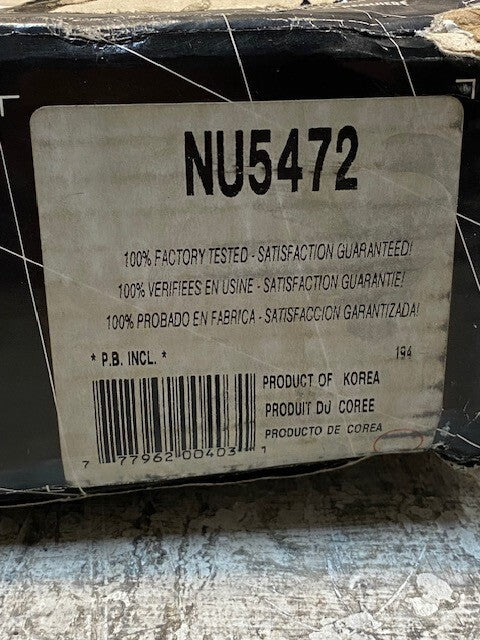 NU5472
100% FACTORY TESTED - SATISFACTION GUARANTEED!
100% VERIFIEES EN USINE - SATISFACTION GUARANTIE!
100% PROBADO EN FABRICA - SATISFACCION GARANTIZADA!
* P.B. INCL. *
194
PRODUCT OF KOREA
PRODUIT DU COREE
PRODUCTO DE COREA
7 77962 00403 1